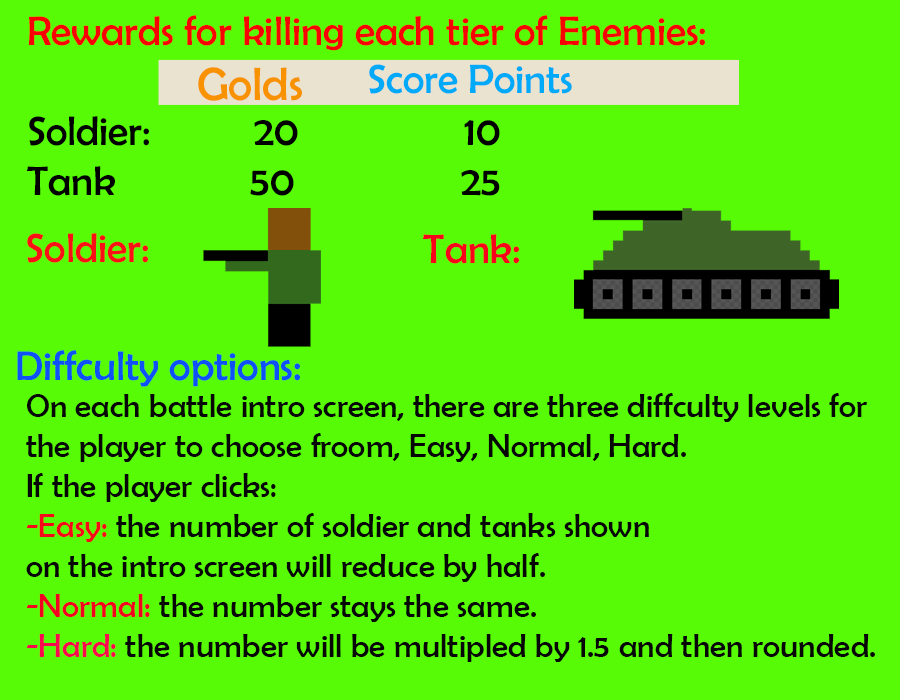 Rewards for killing each tier of Enemies:
Golds Score Points
Soldier: 20 10
Tank 50 25
Soldier: Tank:
Diffculty options:
On each battle intro screen, there are three diffculty levels for
the player to choose froom, Easy, Normal, Hard.
If the player clicks:
-Easy: the number of soldier and tanks shown
on the intro screen will reduce by half.
-Normal: the number stays the same.
-Hard: the number will be multipled by 1.5 and then rounded.